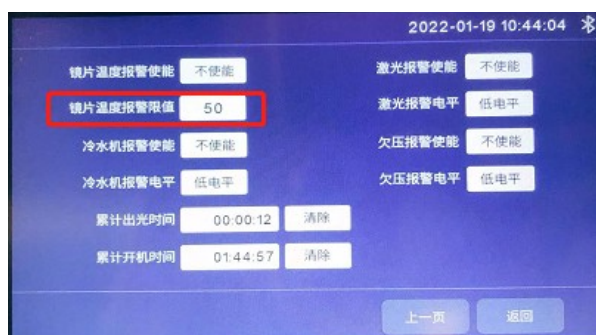 2022-01-19 10:44:04
镜片温度报警使能 不使能 激光报警使能 不使能
镜片温度报警限值 50 激光报警电平 低电平
冷水机报警使能 不使能 欠压报警使能 不使能
冷水机报警电平 低电平 欠压报警电平 低电平
累计出光时间 00:00:12 清除
累计开机时间 01:44:57 清除
上一页 返回